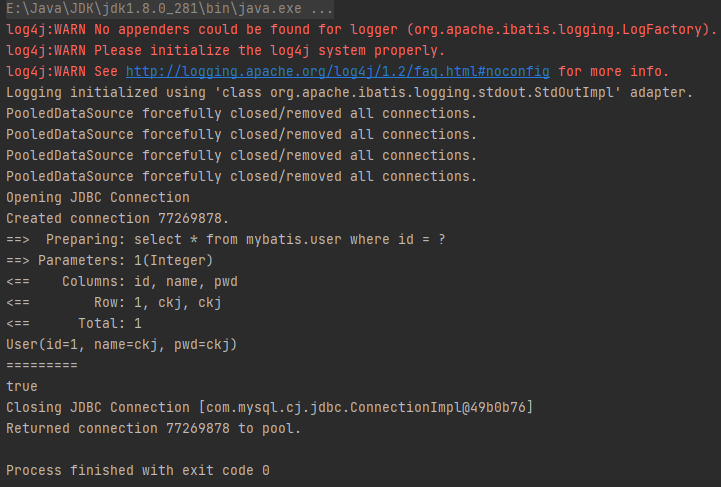 E:\Java\JDK\jdk1.8.0_281\bin\java.exe ...
log4j:WARN No appenders could be found for logger (org.apache.ibatis.logging.LogFactory).
log4j:WARN Please initialize the log4j system properly.
log4j:WARN See http://logging.apache.org/log4j/1.2/faq.html#noconfig for more info.
Logging initialized using 'class org.apache.ibatis.logging.stdout.StdOutImpl' adapter.
PooledDataSource forcefully closed/removed all connections.
PooledDataSource forcefully closed/removed all connections.
PooledDataSource forcefully closed/removed all connections.
PooledDataSource forcefully closed/removed all connections.
Opening JDBC Connection
Created connection 77269878.
==>  Preparing: select * from mybatis.user where id = ?
==> Parameters: 1(Integer)
<==    Columns: id, name, pwd
<==        Row: 1, ckj, ckj
<==      Total: 1
User(id=1, name=ckj, pwd=ckj)
=========
true
Closing JDBC Connection [com.mysql.cj.jdbc.ConnectionImpl@49b0b76]
Returned connection 77269878 to pool.
Process finished with exit code 0